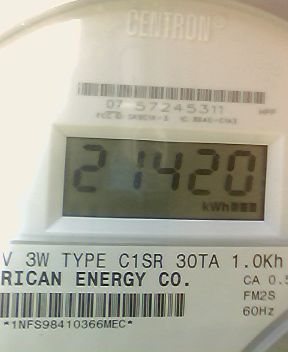 CENTRON®
07 57245311
21420
kWh
V 3W TYPE C1SR 30TA 1.0Kh
RICAN ENERGY CO.
CA 0.5
FM2S
60Hz
*1NFS98410366MEC*